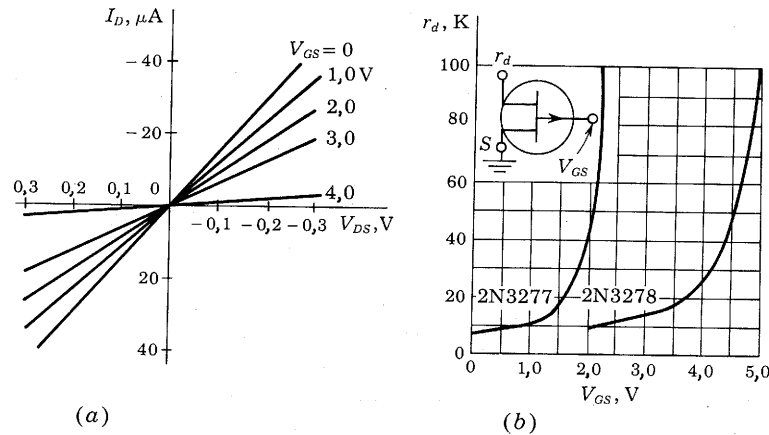 I_D, μA
V_GS = 0
1,0 V
2,0
3,0
4,0
-40
-20
0,3 0,2 0,1 0
-0,1 -0,2 -0,3 V_DS, V
20
40
(a)
r_d, K
100
80
60
40
20
10
0
r_d
S
V_GS
2N3277
2N3278
0 1,0 2,0 3,0 4,0 5,0
V_GS, V
(b)